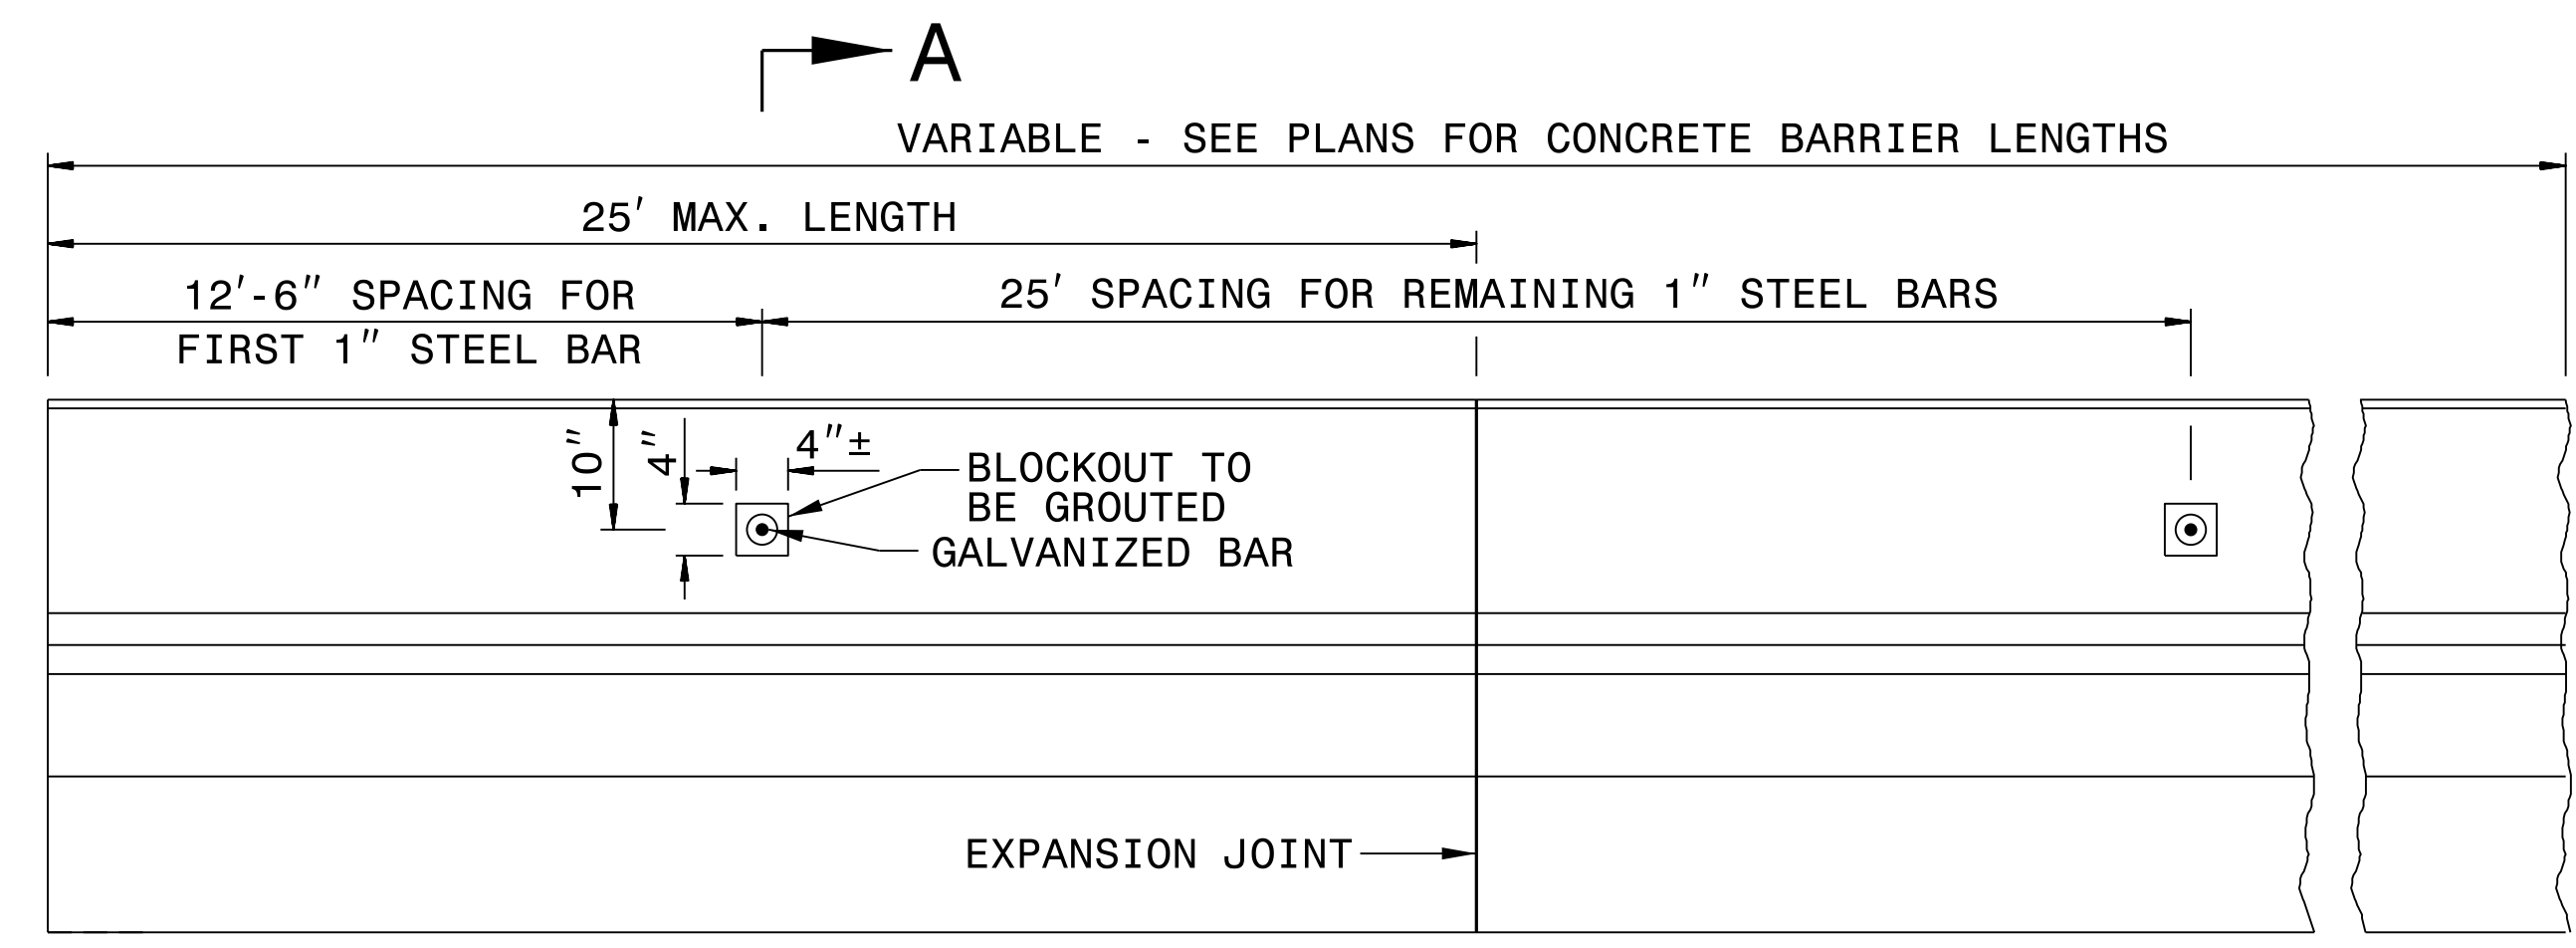 A
VARIABLE - SEE PLANS FOR CONCRETE BARRIER LENGTHS
25' MAX. LENGTH
12'-6" SPACING FOR
FIRST 1" STEEL BAR
25' SPACING FOR REMAINING 1" STEEL BARS
10"
4"
4"±
BLOCKOUT TO
BE GROUTED
GALVANIZED BAR
EXPANSION JOINT